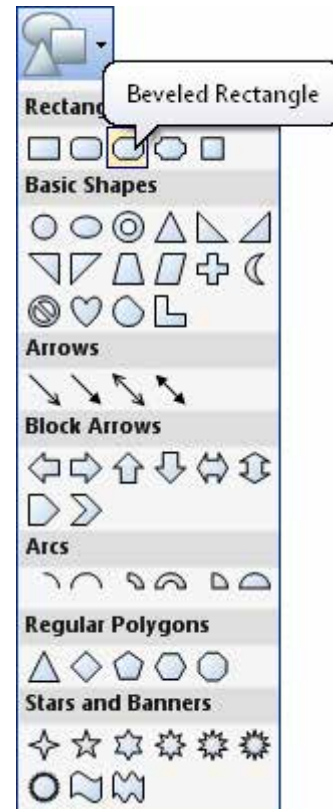 Beveled Rectangle
Rectang
Basic Shapes
Arrows
Block Arrows
Arcs
Regular Polygons
Stars and Banners